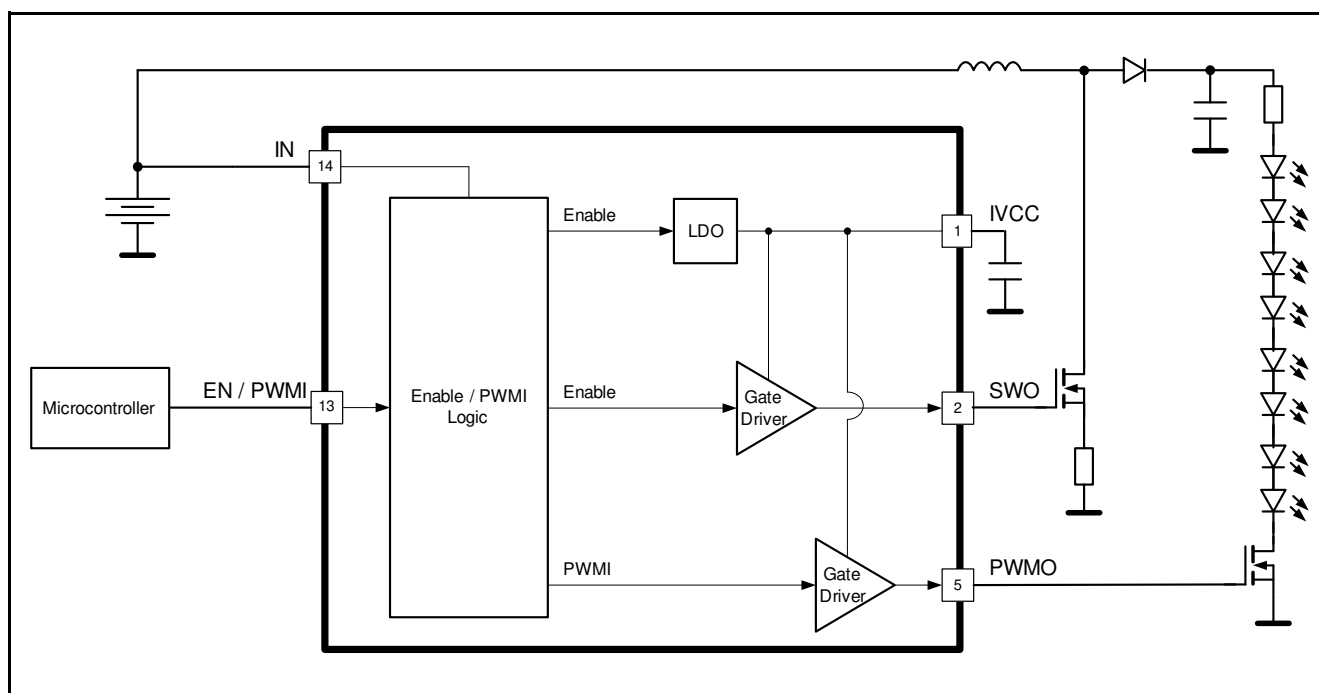 IN
14
Enable
LDO
1
IVCC
Microcontroller
EN / PWMI
13
Enable / PWMI
Logic
Enable
Gate
Driver
2
SWO
PWMI
Gate
Driver
5
PWMO